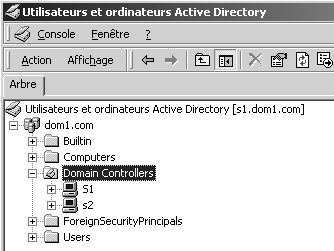 Utilisateurs et ordinateurs Active Directory
Console Fenêtre ?
Action Affichage
Arbre
Utilisateurs et ordinateurs Active Directory [s1.dom1.com]
dom1.com
Builtin
Computers
Domain Controllers
S1
s2
ForeignSecurityPrincipals
Users